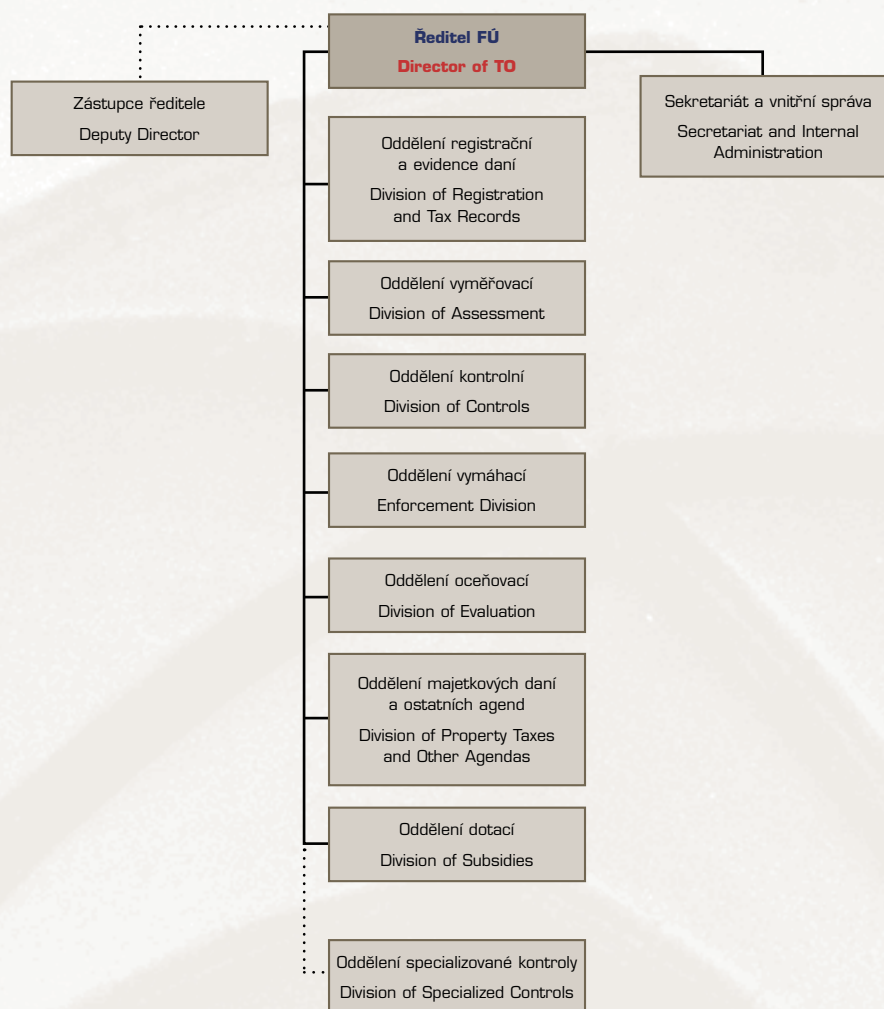 Ředitel FÚ
Director of TO
Zástupce ředitele
Deputy Director
Sekretariát a vnitřní správa
Secretariat and Internal
Administration
Oddělení registrační
a evidence daní
Division of Registration
and Tax Records
Oddělení vyměřovací
Division of Assessment
Oddělení kontrolní
Division of Controls
Oddělení vymáhací
Enforcement Division
Oddělení oceňovací
Division of Evaluation
Oddělení majetkových daní
a ostatních agend
Division of Property Taxes
and Other Agendas
Oddělení dotací
Division of Subsidies
Oddělení specializované kontroly
Division of Specialized Controls